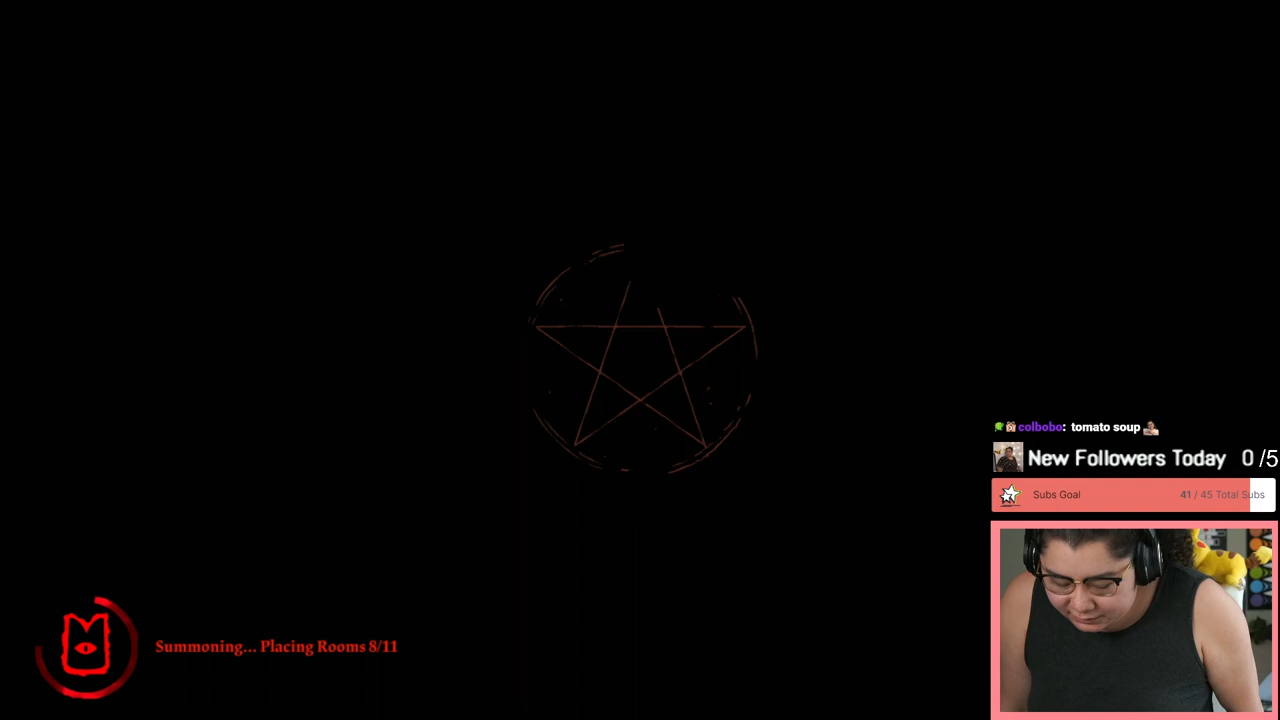 colbobo: tomato soup
New Followers Today 0 /5
Subs Goal 41 / 45 Total Subs
Summoning... Placing Rooms 8/11